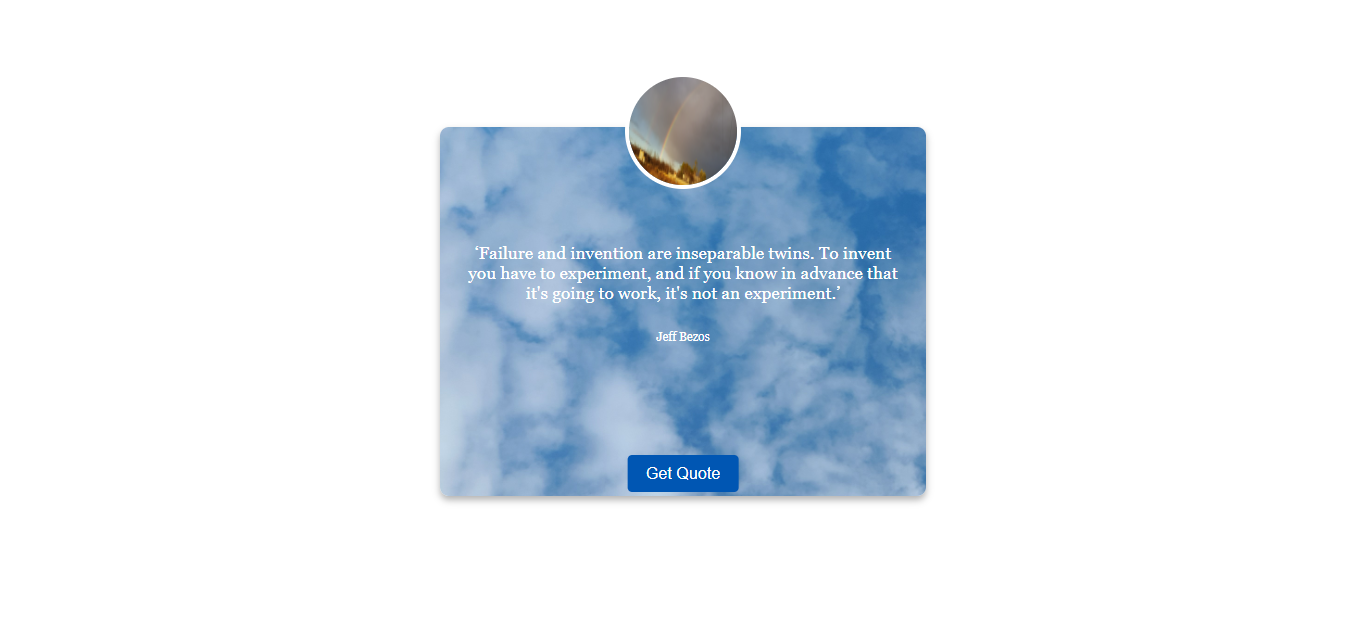 ‘Failure and invention are inseparable twins. To invent
you have to experiment, and if you know in advance that
it's going to work, it's not an experiment.’
Jeff Bezos
Get Quote